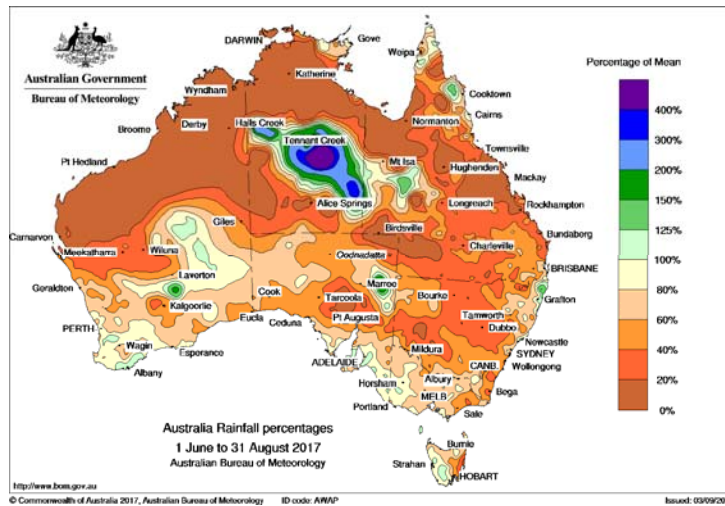 Australian Government
Bureau of Meteorology
DARWIN
Gove
Weipa
Katherine
Wyndham
Cooktown
Cairns
Derby
Halls Creek
Normanton
Broome
Tennant Creek
Townsville
Pt Hedland
Mt Isa
Hughenden
Mackay
Alice Springs
Longreach
Rockhampton
Giles
Birdsville
Carnarvon
Bundaberg
Meekatharra
Wiluna
Oodnadatta
Charleville
Laverton
BRISBANE
Geraldton
Marree
Cook
Tarcoola
Bourke
Grafton
Kalgoorlie
Eucla
Pt Augusta
Tamworth
PERTH
Ceduna
Dubbo
Wagin
Esperance
Newcastle
Mildura
SYDNEY
Albany
ADELAIDE
CANB.
Wollongong
Horsham
Albury
Bega
Portland
MELB
Sale
Burnie
Strahan
HOBART
Percentage of Mean
400%
300%
200%
150%
125%
100%
80%
60%
40%
20%
0%
Australia Rainfall percentages
1 June to 31 August 2017
Australian Bureau of Meteorology
http://www.bom.gov.au
© Commonwealth of Australia 2017, Australian Bureau of Meteorology ID code: AWAP Issued: 03/09/20